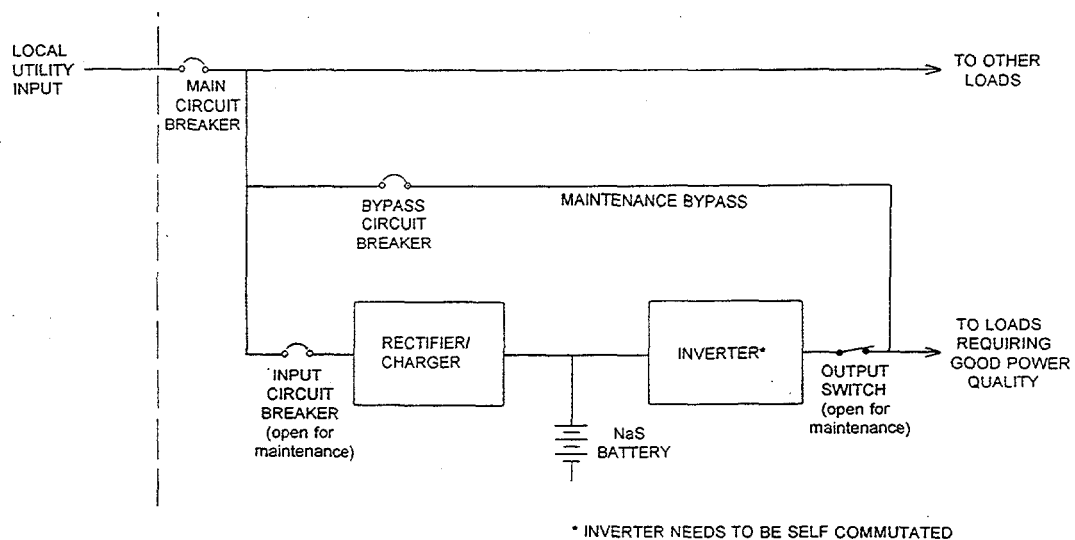 LOCAL
UTILITY
INPUT
MAIN
CIRCUIT
BREAKER
TO OTHER
LOADS
BYPASS
CIRCUIT
BREAKER
MAINTENANCE BYPASS
RECTIFIER/
CHARGER
INVERTER*
INPUT
CIRCUIT
BREAKER
(open for
maintenance)
NaS
BATTERY
OUTPUT
SWITCH
(open for
maintenance)
TO LOADS
REQUIRING
GOOD POWER
QUALITY
* INVERTER NEEDS TO BE SELF COMMUTATED